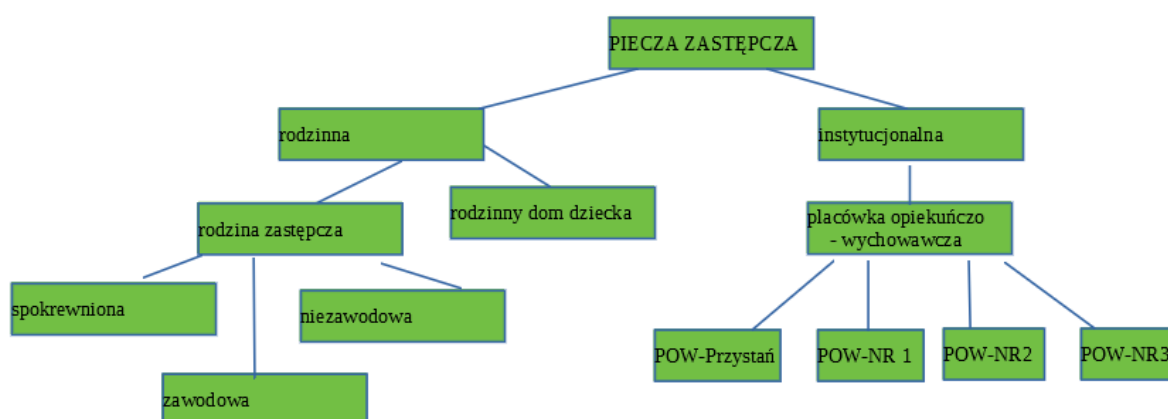 PIECZA ZASTĘPCZA
rodzinna
instytucjonalna
rodzinny dom dziecka
rodzina zastępcza
placówka opiekuńczo
- wychowawcza
spokrewniona
niezawodowa
zawodowa
POW-Przystań
POW-NR 1
POW-NR2
POW-NR3